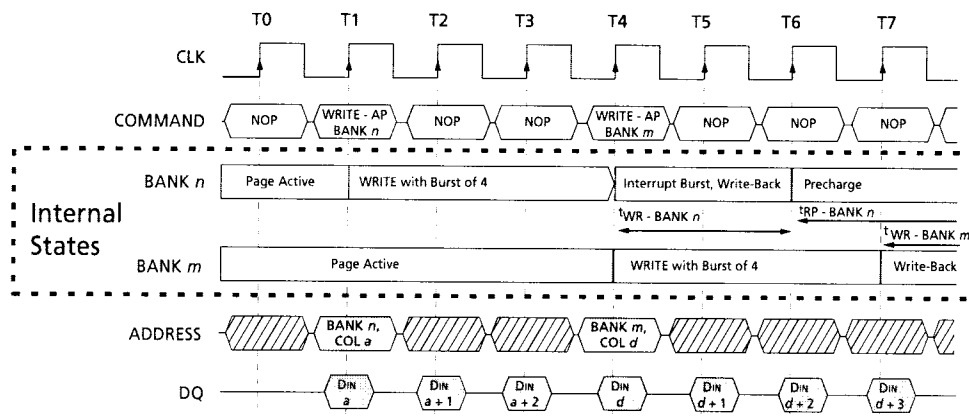 T0 T1 T2 T3 T4 T5 T6 T7
CLK
COMMAND NOP WRITE - AP BANK n NOP NOP WRITE - AP BANK m NOP NOP NOP
Internal States
BANK n Page Active WRITE with Burst of 4 Interrupt Burst, Write-Back Precharge
tWR - BANK n tRP - BANK n
tWR - BANK m
BANK m Page Active WRITE with Burst of 4 Write-Back
ADDRESS BANK n, COL a BANK m, COL d
DQ DIN a DIN a + 1 DIN a + 2 DIN d DIN d + 1 DIN d + 2 DIN d + 3